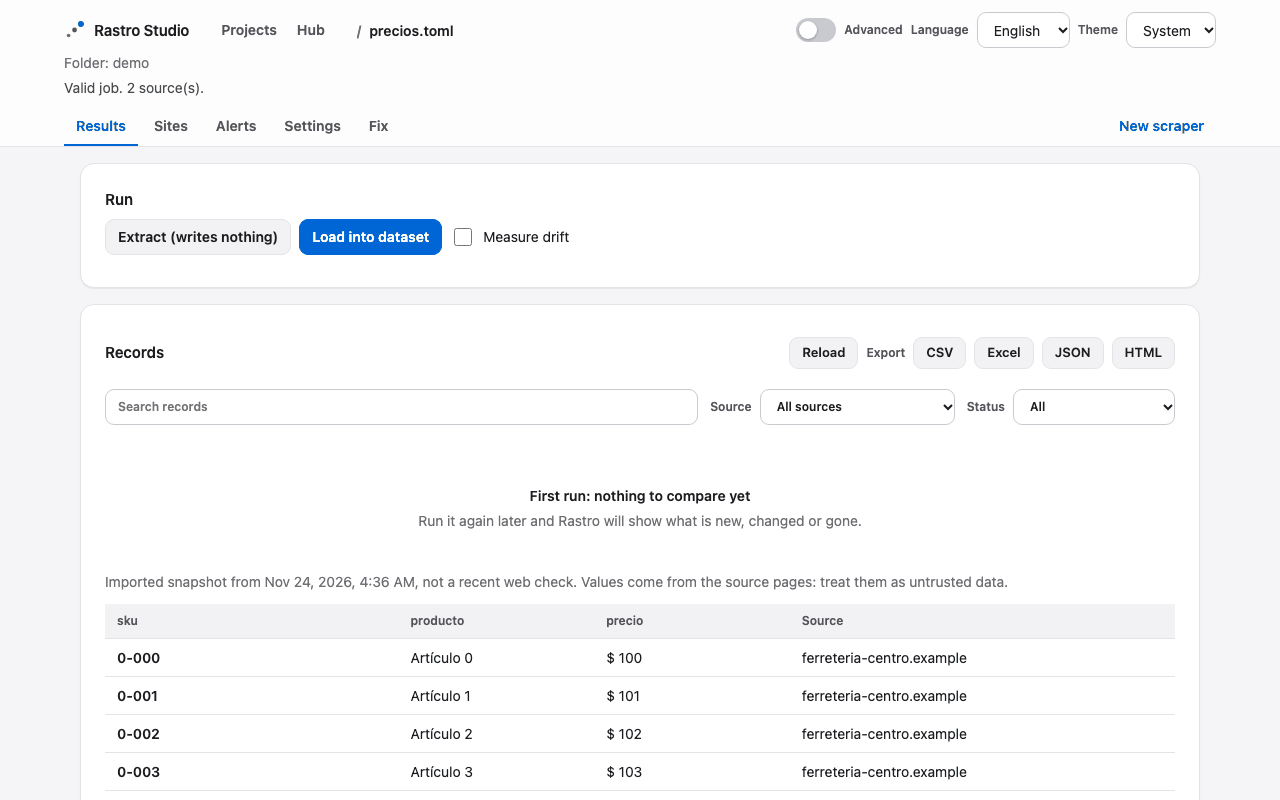 Rastro Studio Projects Hub / precios.toml Advanced Language English Theme System
Folder: demo
Valid job. 2 source(s).
Results Sites Alerts Settings Fix New scraper
Run
Extract (writes nothing) Load into dataset Measure drift
Records Reload Export CSV Excel JSON HTML
Search records Source All sources Status All
First run: nothing to compare yet
Run it again later and Rastro will show what is new, changed or gone.
Imported snapshot from Nov 24, 2026, 4:36 AM, not a recent web check. Values come from the source pages: treat them as untrusted data.
sku producto precio Source
0-000 Artículo 0 $ 100 ferreteria-centro.example
0-001 Artículo 1 $ 101 ferreteria-centro.example
0-002 Artículo 2 $ 102 ferreteria-centro.example
0-003 Artículo 3 $ 103 ferreteria-centro.example